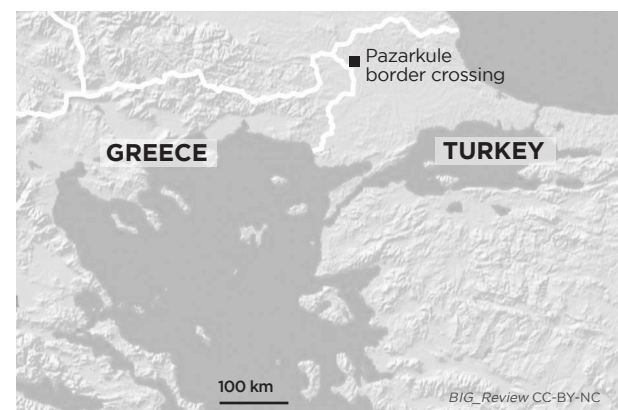 Pazarkule
border crossing
GREECE
TURKEY
100 km
BIG_Review CC-BY-NC